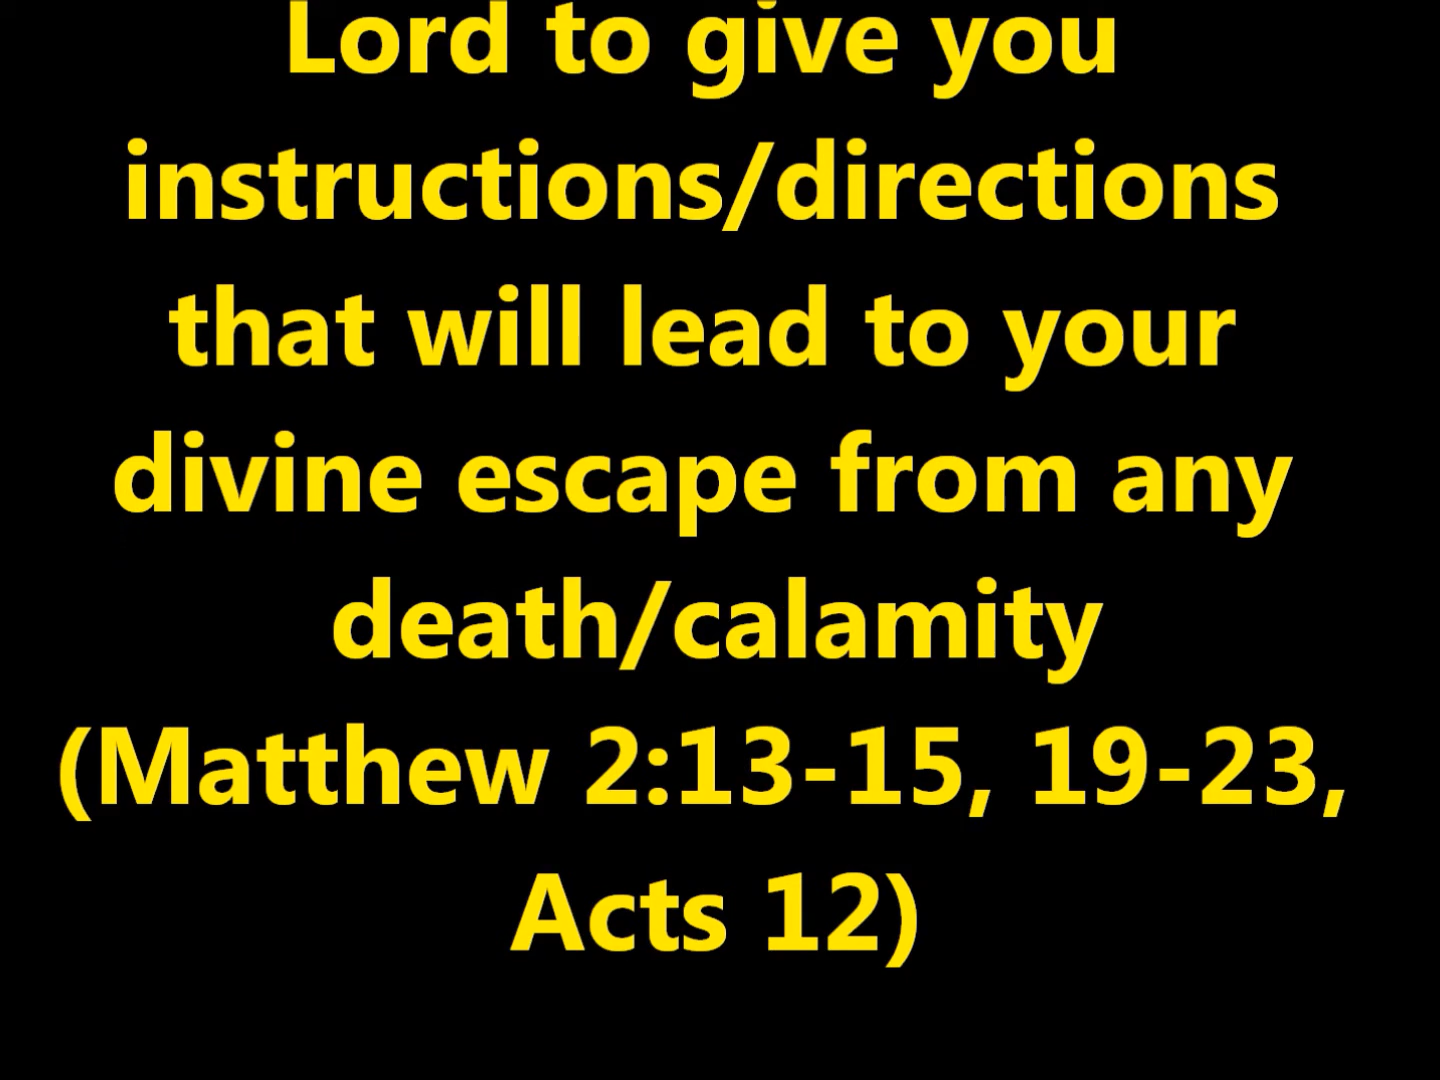 Lord to give you
instructions/directions
that will lead to your
divine escape from any
death/calamity
(Matthew 2:13-15, 19-23,
Acts 12)